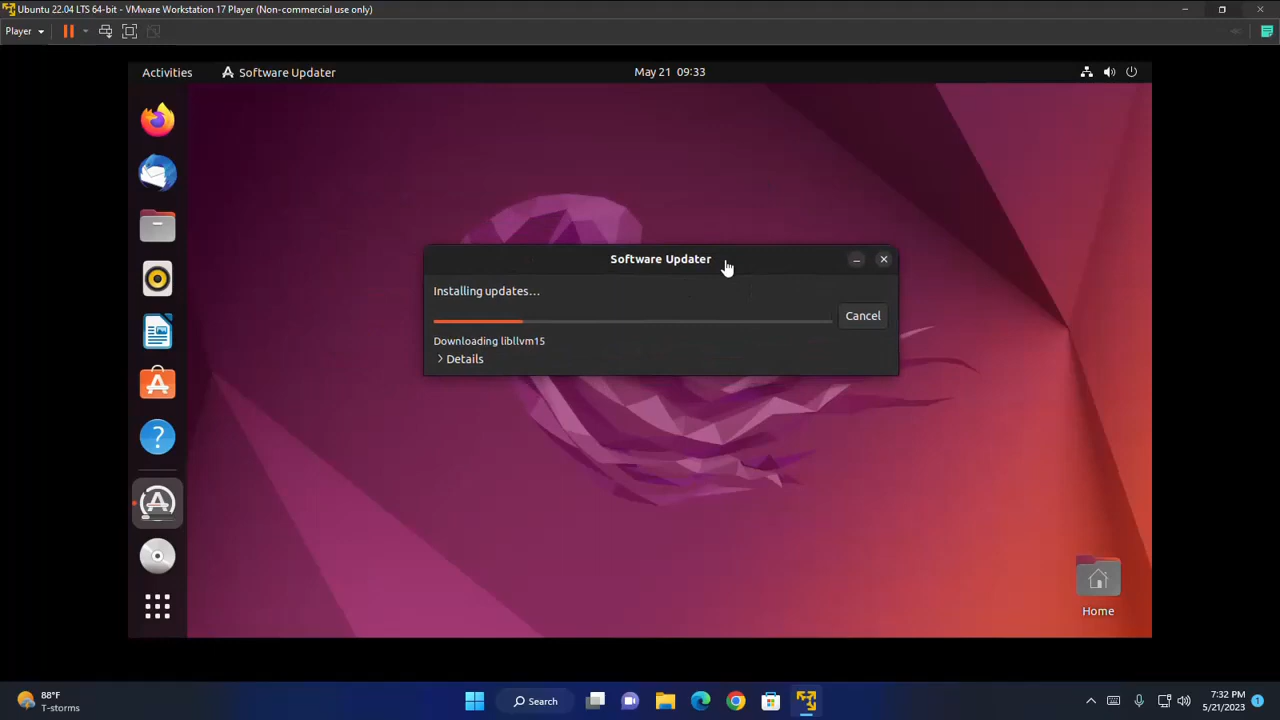 Ubuntu 22.04 LTS 64-bit - VMware Workstation 17 Player (Non-commercial use only)
Player
Activities
Software Updater
May 21 09:33
Software Updater
Installing updates...
Cancel
Downloading libllvm15
Details
Home
88°F
T-storms
Search
7:32 PM
5/21/2023
1